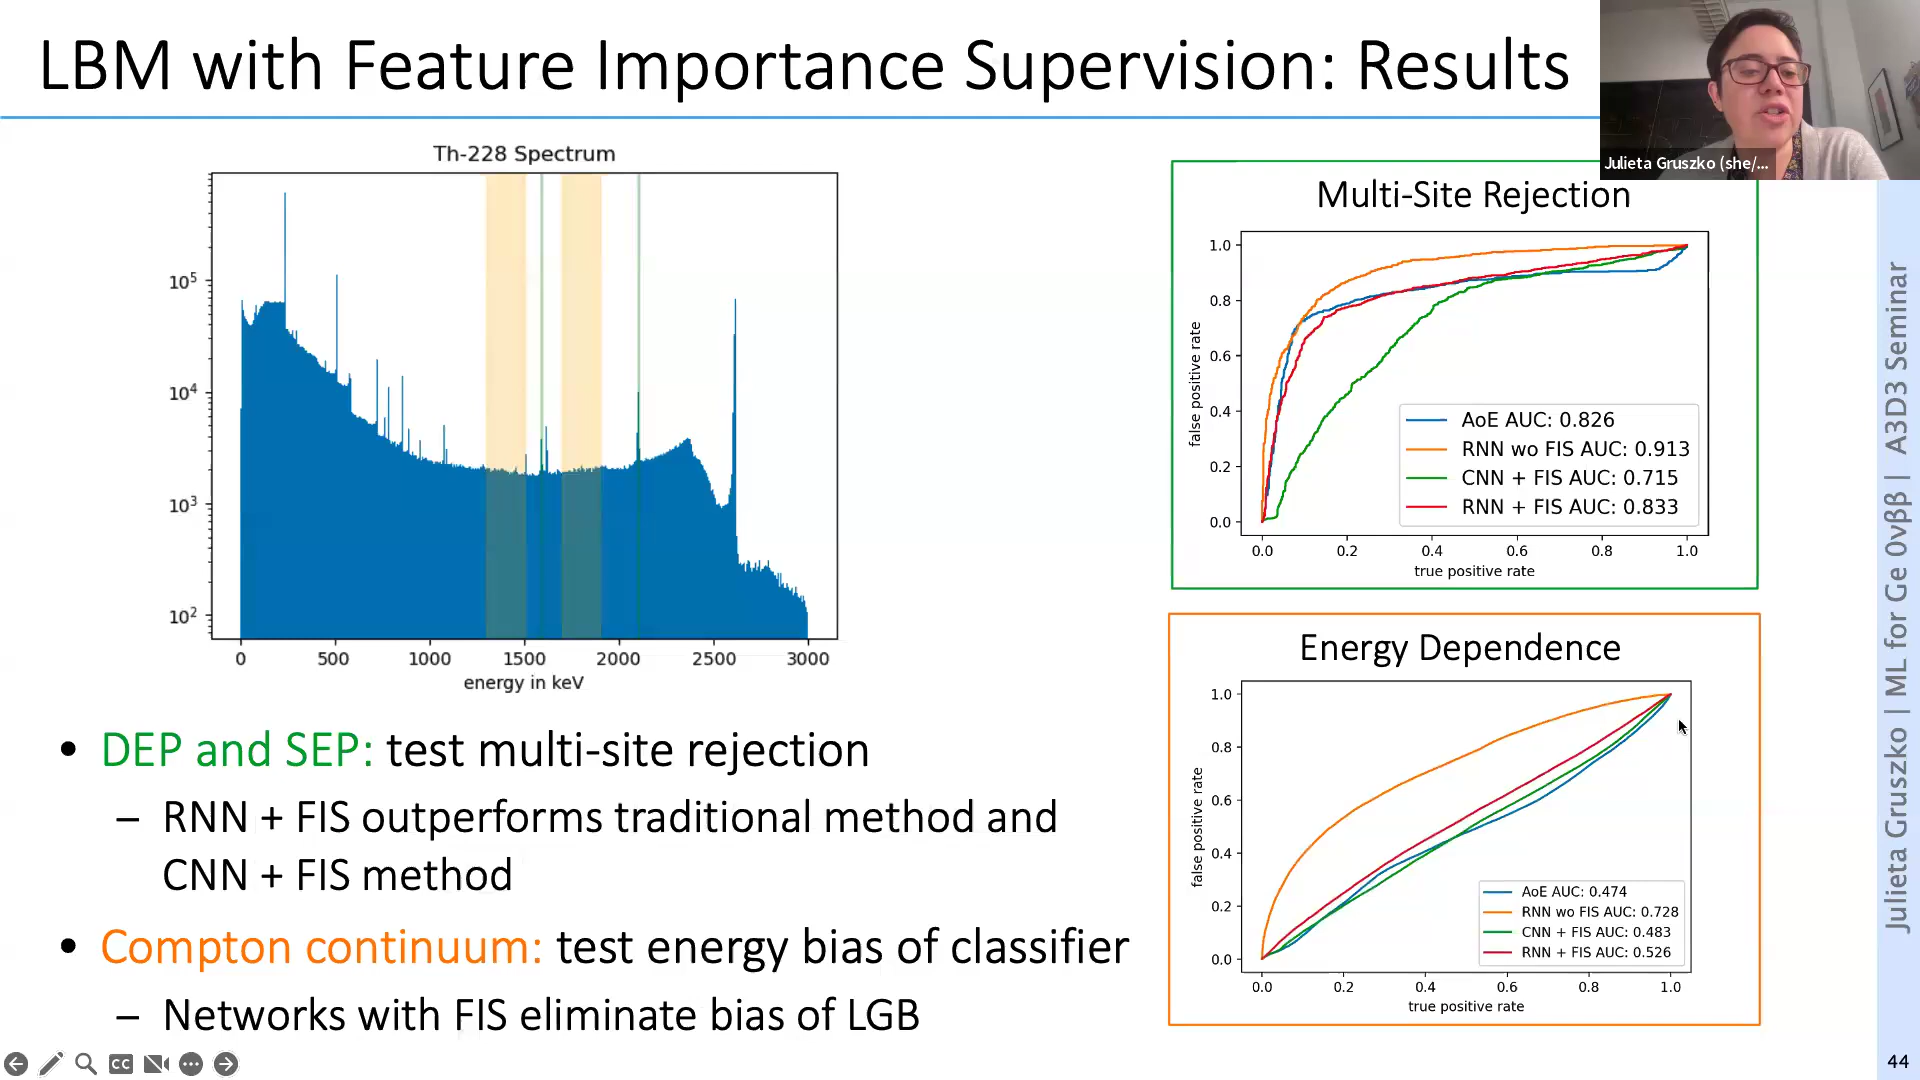 LBM with Feature Importance Supervision: Results
Julieta Gruszko (she/...
Th-228 Spectrum
10⁵
10⁴
10³
10²
0 500 1000 1500 2000 2500 3000
energy in keV
Multi-Site Rejection
1.0
0.8
0.6
0.4
0.2
0.0
false positive rate
AoE AUC: 0.826
RNN wo FIS AUC: 0.913
CNN + FIS AUC: 0.715
RNN + FIS AUC: 0.833
0.0 0.2 0.4 0.6 0.8 1.0
true positive rate
Energy Dependence
1.0
0.8
0.6
0.4
0.2
0.0
false positive rate
AoE AUC: 0.474
RNN wo FIS AUC: 0.728
CNN + FIS AUC: 0.483
RNN + FIS AUC: 0.526
0.0 0.2 0.4 0.6 0.8 1.0
true positive rate
• DEP and SEP: test multi-site rejection
– RNN + FIS outperforms traditional method and
CNN + FIS method
• Compton continuum: test energy bias of classifier
– Networks with FIS eliminate bias of LGB
Julieta Gruszko | ML for Ge 0νββ | A3D3 Seminar
CC
44